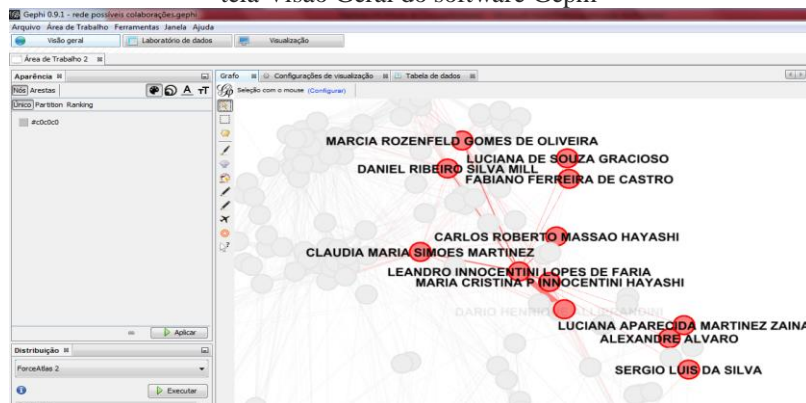 tela Visão Geral do software Gephi
Gephi 0.9.1 - rede possíveis colaborações.gephi
Arquivo Área de Trabalho Ferramentas Janela Ajuda
Visão geral Laboratório de dados Visualização
Área de Trabalho 2
Aparência
Nós Arestas
Único Partition Ranking
#c0c0c0
Aplicar
Distribuição
ForceAtlas 2
Executar
Grafo Configurações de visualização Tabela de dados
Seleção com o mouse (Configurar)
MARCIA ROZENFELD GOMES DE OLIVEIRA
LUCIANA DE SOUZA GRACIOSO
DANIEL RIBEIRO SILVA MILL
FABIANO FERREIRA DE CASTRO
CARLOS ROBERTO MASSAO HAYASHI
CLAUDIA MARIA SIMOES MARTINEZ
LEANDRO INNOCENTINI LOPES DE FARIA
MARIA CRISTINA P INNOCENTINI HAYASHI
LUCIANA APARECIDA MARTINEZ ZAINA
ALEXANDRE ALVARO
SERGIO LUIS DA SILVA